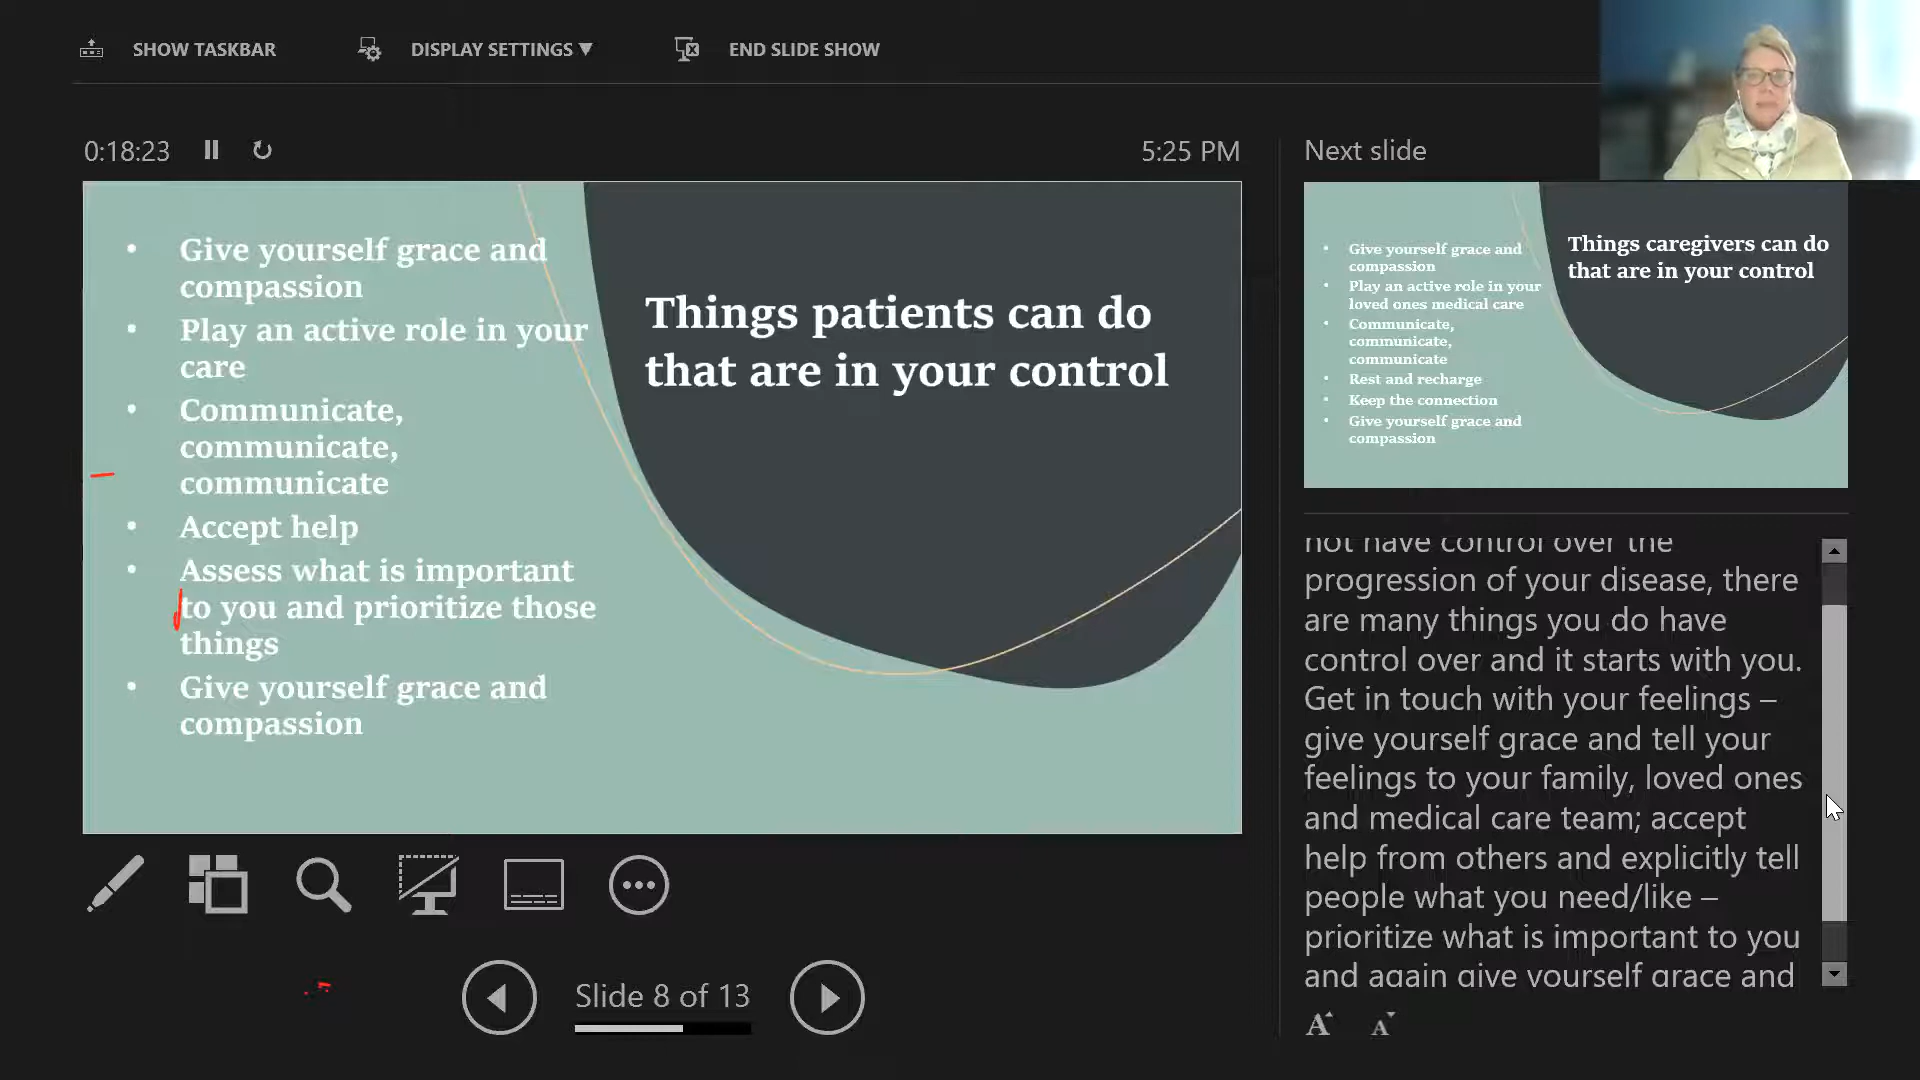 SHOW TASKBAR
DISPLAY SETTINGS ▼
END SLIDE SHOW
0:18:23
5:25 PM
• Give yourself grace and
compassion
• Play an active role in your
care
• Communicate,
communicate,
communicate
• Accept help
• Assess what is important
to you and prioritize those
things
• Give yourself grace and
compassion
Things patients can do
that are in your control
Slide 8 of 13
Next slide
• Give yourself grace and
compassion
• Play an active role in your
loved ones medical care
• Communicate,
communicate,
communicate
• Rest and recharge
• Keep the connection
• Give yourself grace and
compassion
Things caregivers can do
that are in your control
not have control over the
progression of your disease, there
are many things you do have
control over and it starts with you.
Get in touch with your feelings –
give yourself grace and tell your
feelings to your family, loved ones
and medical care team; accept
help from others and explicitly tell
people what you need/like –
prioritize what is important to you
and again give yourself grace and
A A